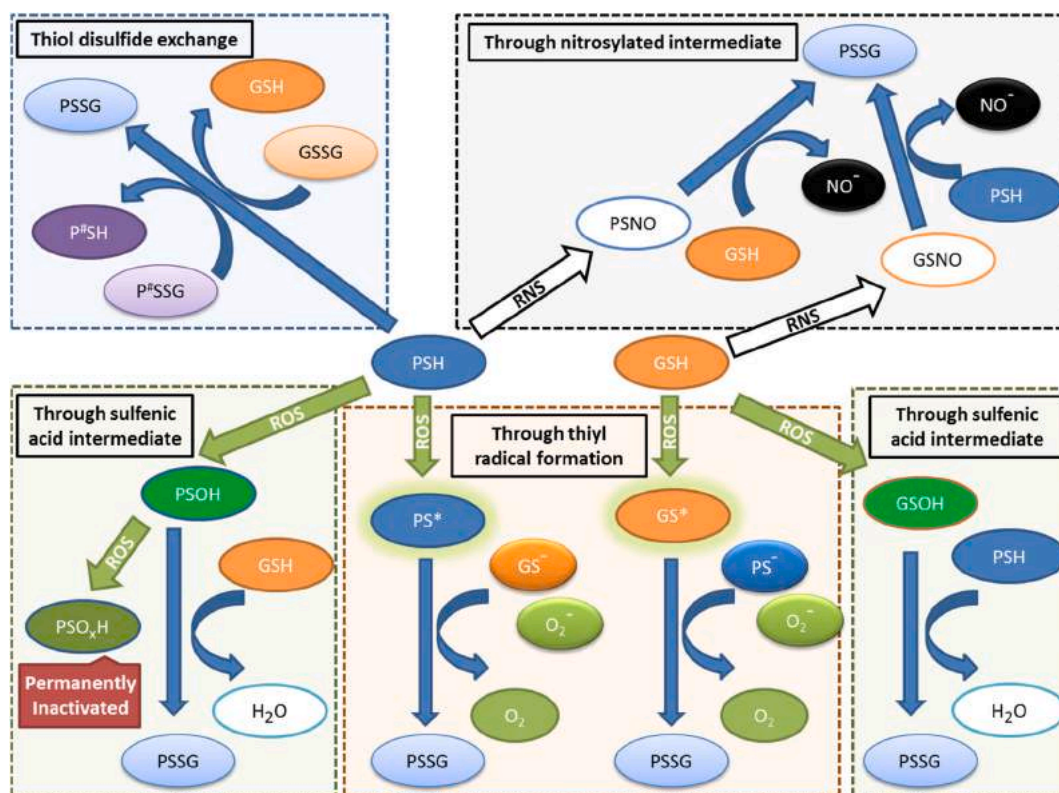 Thiol disulfide exchange
GSH
PSSG
GSSG
P#SH
P#SSG
Through nitrosylated intermediate
PSSG
NO⁻
NO⁻
PSH
PSNO
GSH
GSNO
RNS
RNS
PSH
GSH
Through sulfenic
acid intermediate
ROS
PSOH
ROS
GSH
PSOₓH
Permanently
Inactivated
H₂O
PSSG
ROS
Through thiyl
radical formation
ROS
PS*
GS*
GS⁻
O₂⁻
O₂
PSSG
PS⁻
O₂⁻
O₂
PSSG
ROS
Through sulfenic
acid intermediate
GSOH
PSH
H₂O
PSSG